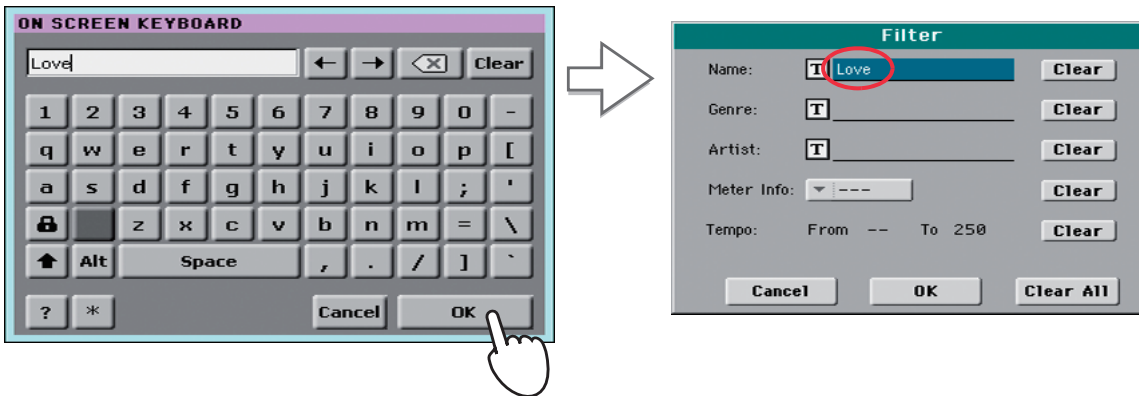 ON SCREEN KEYBOARD
Love ← → ⌫ Clear
1 2 3 4 5 6 7 8 9 0 -
q w e r t y u i o p [
a s d f g h j k l ; '
z x c v b n m = \
Alt Space , . / ] `
? * Cancel OK
Filter
Name: T Love Clear
Genre: T Clear
Artist: T Clear
Meter Info: --- Clear
Tempo: From -- To 250 Clear
Cancel OK Clear All